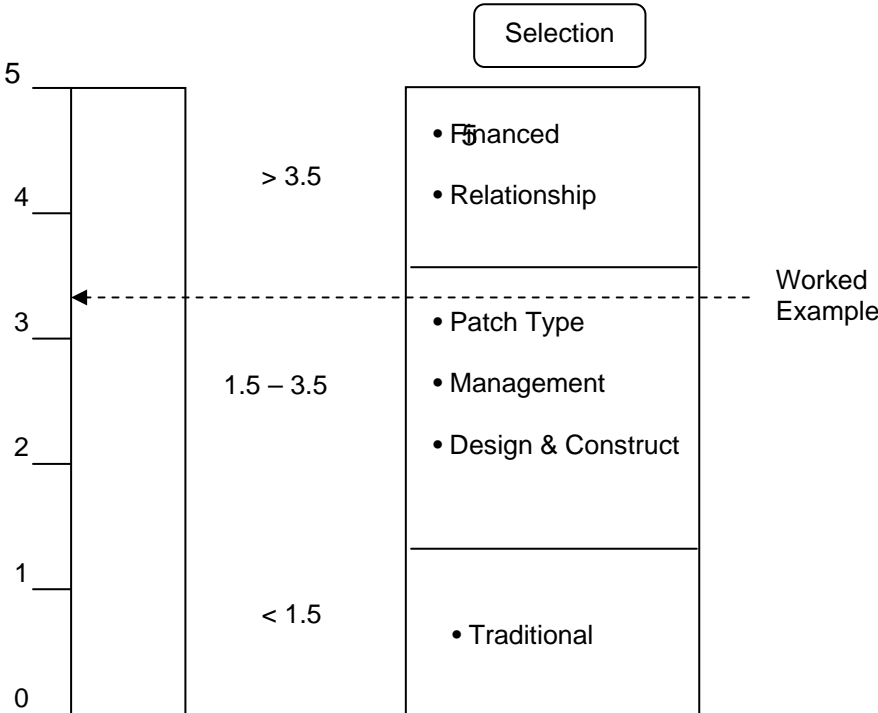 Selection
5
• Financed
5
> 3.5
• Relationship
4
Worked
Example
3
• Patch Type
1.5 – 3.5
• Management
2
• Design & Construct
1
< 1.5
• Traditional
0